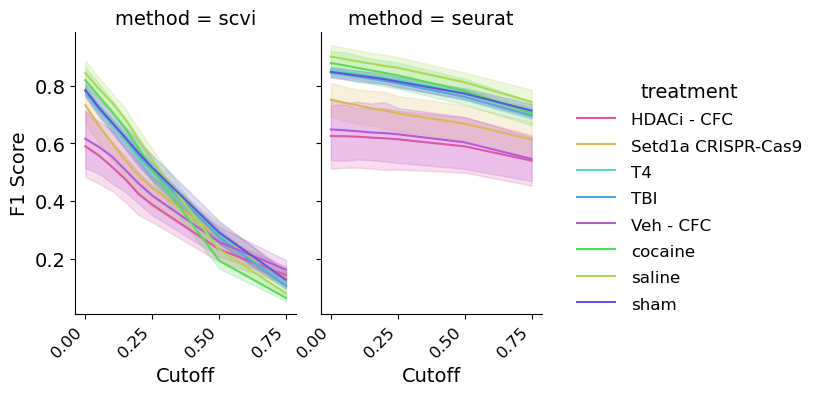 method = scvi
method = seurat
F1 Score
0.8
0.6
0.4
0.2
0.00
0.25
0.50
0.75
Cutoff
0.00
0.25
0.50
0.75
Cutoff
treatment
HDACi - CFC
Setd1a CRISPR-Cas9
T4
TBI
Veh - CFC
cocaine
saline
sham